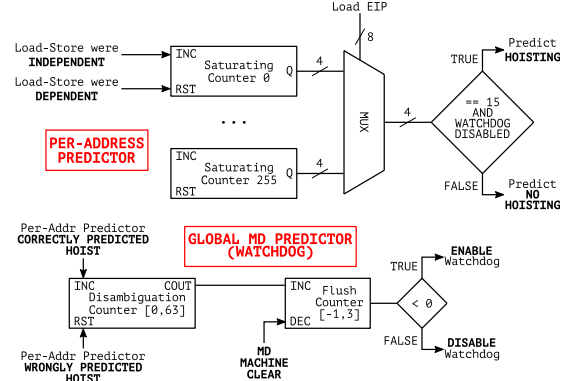 Load EIP
8
Load-Store were
INDEPENDENT
Load-Store were
DEPENDENT
INC
RST
Saturating
Counter 0
Q
4
...
PER-ADDRESS
PREDICTOR
INC
RST
Saturating
Counter 255
Q
4
MUX
4
== 15
AND
WATCHDOG
DISABLED
TRUE
Predict
HOISTING
FALSE
Predict
NO
HOISTING
GLOBAL MD PREDICTOR
(WATCHDOG)
Per-Addr Predictor
CORRECTLY PREDICTED
HOIST
INC
COUT
Disambiguation
Counter [0,63]
RST
Per-Addr Predictor
WRONGLY PREDICTED
HOIST
INC
Flush
Counter
[-1,3]
DEC
MD
MACHINE
CLEAR
< 0
TRUE
ENABLE
Watchdog
FALSE
DISABLE
Watchdog